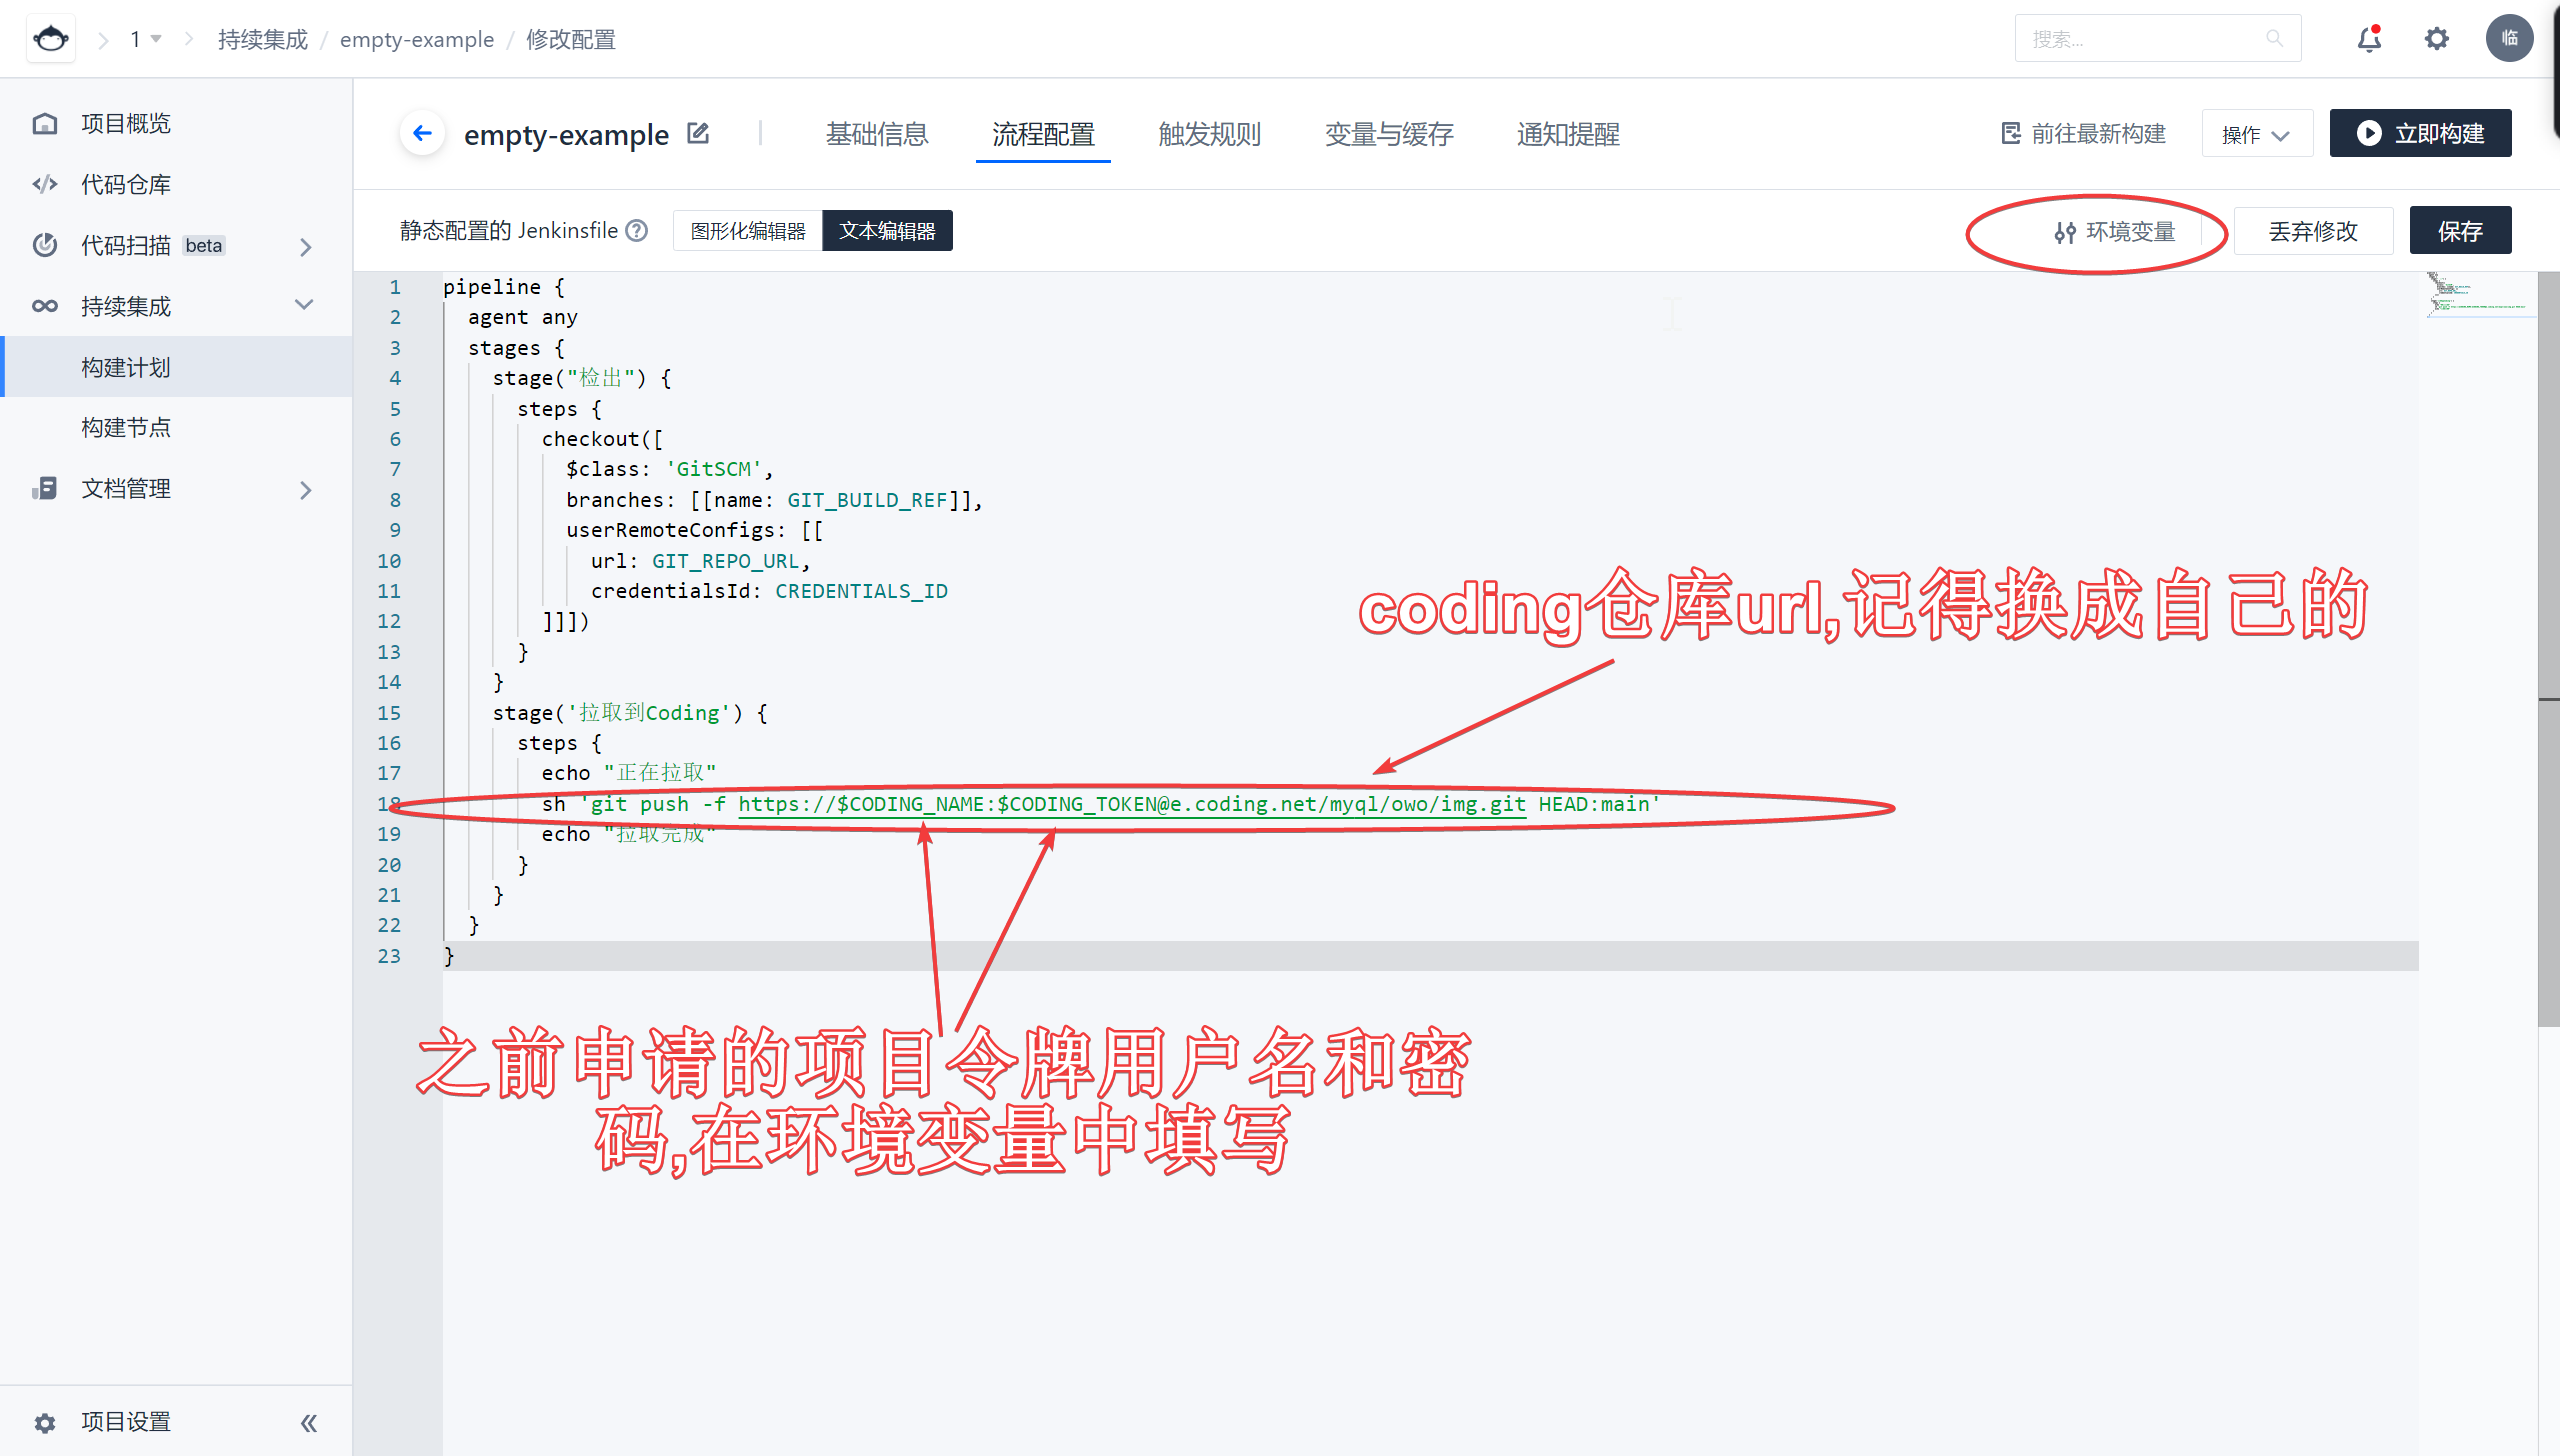 1
持续集成 / empty-example / 修改配置
搜索...
临
项目概览
代码仓库
代码扫描 beta
持续集成
构建计划
构建节点
文档管理
项目设置
empty-example
基础信息
流程配置
触发规则
变量与缓存
通知提醒
前往最新构建
操作
立即构建
静态配置的 Jenkinsfile
图形化编辑器
文本编辑器
环境变量
丢弃修改
保存
1 pipeline {
2 agent any
3 stages {
4 stage("检出") {
5 steps {
6 checkout([
7 $class: 'GitSCM',
8 branches: [[name: GIT_BUILD_REF]],
9 userRemoteConfigs: [[
10 url: GIT_REPO_URL,
11 credentialsId: CREDENTIALS_ID
12 ]]])
13 }
14 }
15 stage('拉取到Coding') {
16 steps {
17 echo "正在拉取"
18 sh 'git push -f https://$CODING_NAME:$CODING_TOKEN@e.coding.net/myql/owo/img.git HEAD:main'
19 echo "拉取完成"
20 }
21 }
22 }
23 }
coding仓库url,记得换成自己的
之前申请的项目令牌用户名和密
码,在环境变量中填写